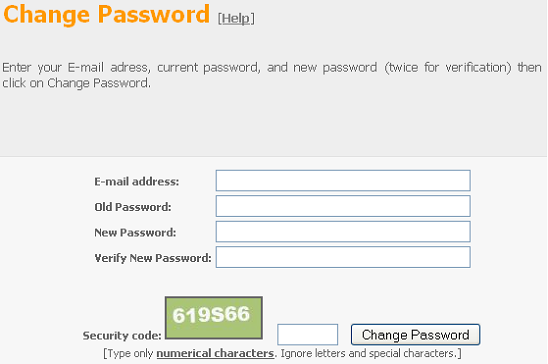 Change Password [Help]
Enter your E-mail adress, current password, and new password (twice for verification) then
click on Change Password.
E-mail address:
Old Password:
New Password:
Verify New Password:
619S66
Security code: Change Password
[Type only numerical characters. Ignore letters and special characters.]